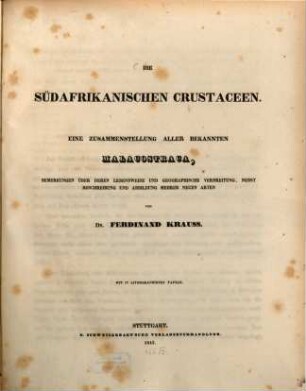 DIE
SÜDAFRIKANISCHEN CRUSTACEEN.
EINE ZUSAMMENSTELLUNG ALLER BEKANNTEN
MALACOSTRACA,
BEMERKUNGEN ÜBER DEREN LEBENSWEISE UND GEOGRAPHISCHE VERBREITUNG, NEBST
BESCHREIBUNG UND ABBILDUNG MEHRER NEUEN ARTEN
VON
DR. FERDINAND KRAUSS.
MIT IV LITHOGRAPHIRTEN TAFELN.
STUTTGART.
E. SCHWEIZERBART'SCHE VERLAGSHANDLUNG.
1843.